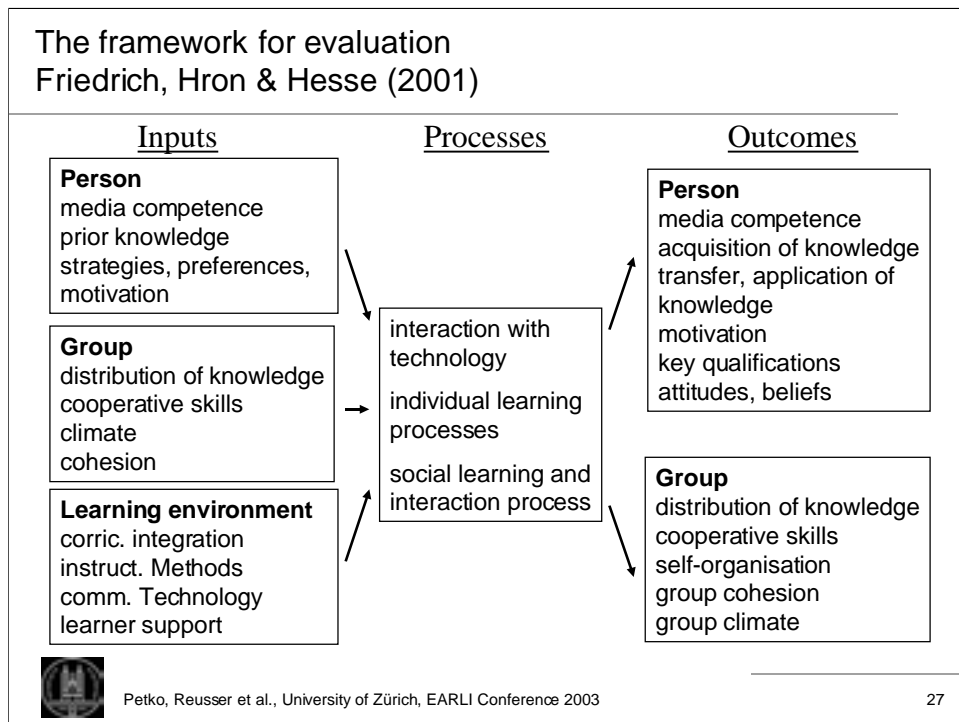 The framework for evaluation
Friedrich, Hron & Hesse (2001)
Inputs
Person
media competence
prior knowledge
strategies, preferences,
motivation
Group
distribution of knowledge
cooperative skills
climate
cohesion
Learning environment
corric. integration
instruct. Methods
comm. Technology
learner support
Processes
interaction with
technology
individual learning
processes
social learning and
interaction process
Outcomes
Person
media competence
acquisition of knowledge
transfer, application of
knowledge
motivation
key qualifications
attitudes, beliefs
Group
distribution of knowledge
cooperative skills
self-organisation
group cohesion
group climate
Petko, Reusser et al., University of Zürich, EARLI Conference 2003
27